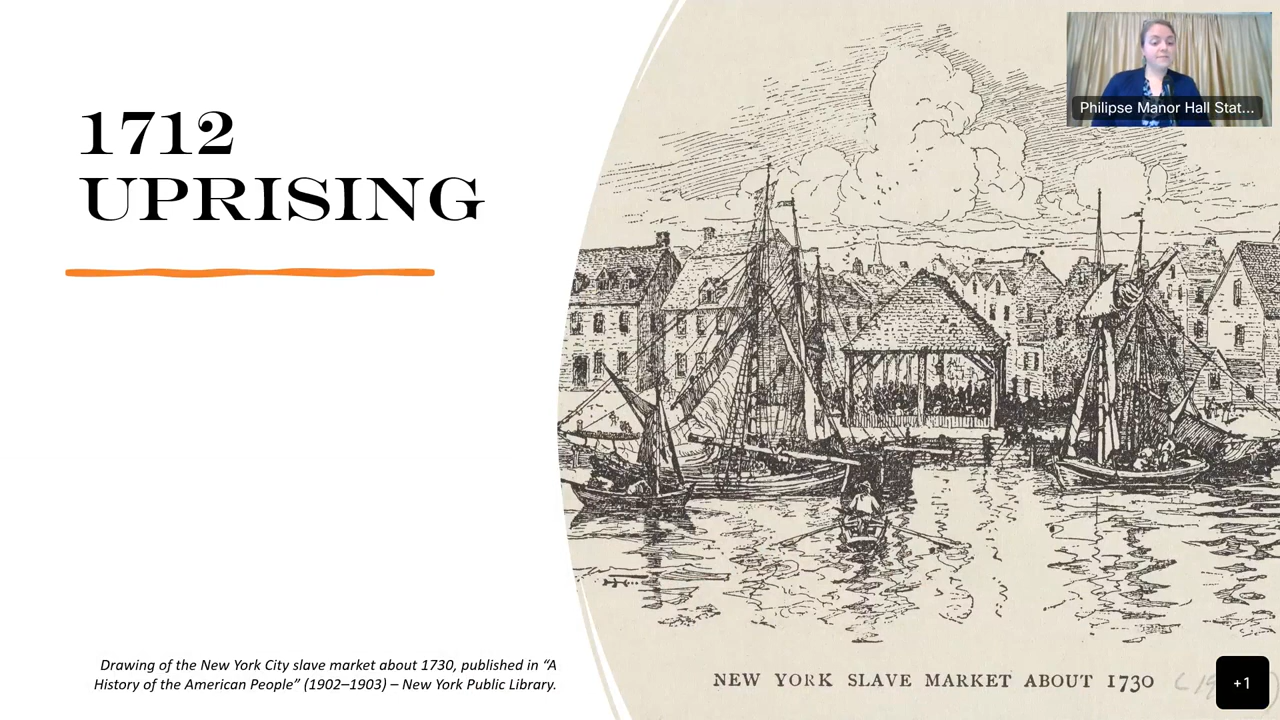 1712
UPRISING
Philipse Manor Hall Stat...
Drawing of the New York City slave market about 1730, published in “A
History of the American People” (1902–1903) – New York Public Library.
NEW YORK SLAVE MARKET ABOUT 1730
+1